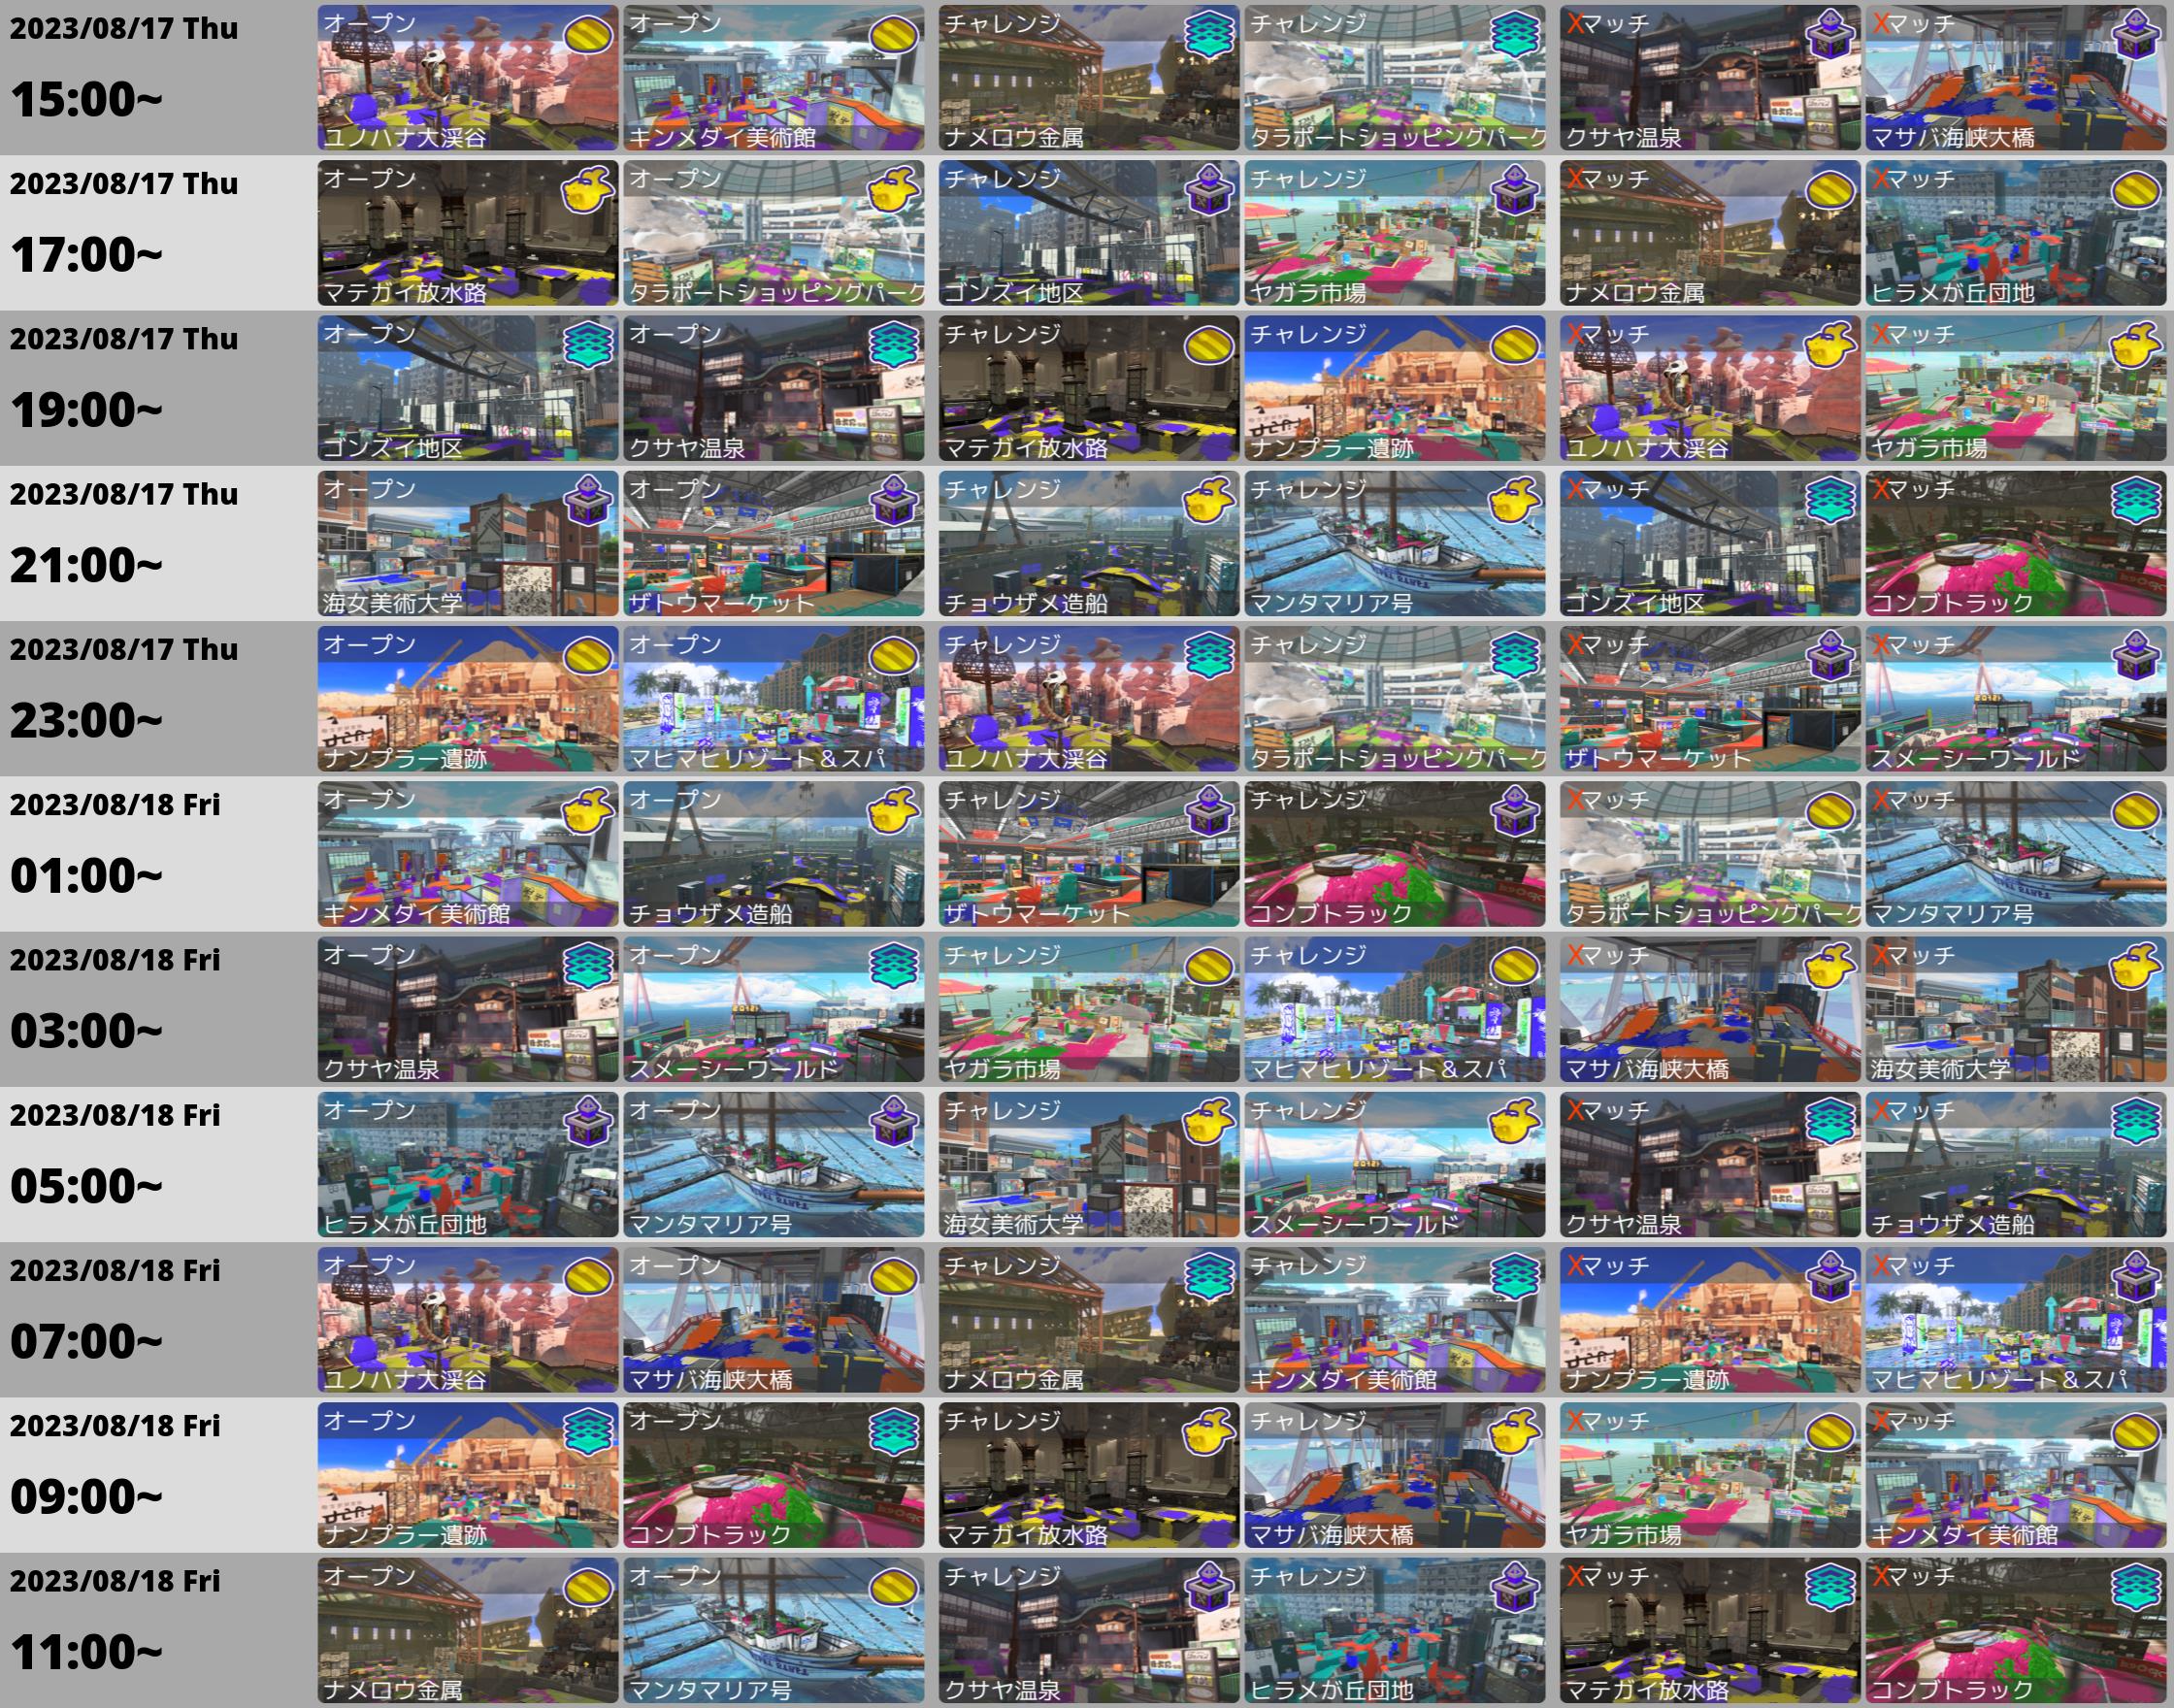 2023/08/17 Thu
15:00~
オープン
ユノハナ大渓谷
オープン
キンメダイ美術館
チャレンジ
ナメロウ金属
チャレンジ
タラポートショッピングパーク
Xマッチ
クサヤ温泉
Xマッチ
マサバ海峡大橋
2023/08/17 Thu
17:00~
オープン
マテガイ放水路
オープン
タラポートショッピングパーク
チャレンジ
ゴンズイ地区
チャレンジ
ヤガラ市場
Xマッチ
ナメロウ金属
Xマッチ
ヒラメが丘団地
2023/08/17 Thu
19:00~
オープン
ゴンズイ地区
オープン
クサヤ温泉
チャレンジ
マテガイ放水路
チャレンジ
ナンプラー遺跡
Xマッチ
ユノハナ大渓谷
Xマッチ
ヤガラ市場
2023/08/17 Thu
21:00~
オープン
海女美術大学
オープン
ザトウマーケット
チャレンジ
チョウザメ造船
チャレンジ
マンタマリア号
Xマッチ
ゴンズイ地区
Xマッチ
コンブトラック
2023/08/17 Thu
23:00~
オープン
ナンプラー遺跡
オープン
マヒマヒリゾート＆スパ
チャレンジ
ユノハナ大渓谷
チャレンジ
タラポートショッピングパーク
Xマッチ
ザトウマーケット
Xマッチ
スメーシーワールド
2023/08/18 Fri
01:00~
オープン
キンメダイ美術館
オープン
チョウザメ造船
チャレンジ
ザトウマーケット
チャレンジ
コンブトラック
Xマッチ
タラポートショッピングパーク
Xマッチ
マンタマリア号
2023/08/18 Fri
03:00~
オープン
クサヤ温泉
オープン
スメーシーワールド
チャレンジ
ヤガラ市場
チャレンジ
マヒマヒリゾート＆スパ
Xマッチ
マサバ海峡大橋
Xマッチ
海女美術大学
2023/08/18 Fri
05:00~
オープン
ヒラメが丘団地
オープン
マンタマリア号
チャレンジ
海女美術大学
チャレンジ
スメーシーワールド
Xマッチ
クサヤ温泉
Xマッチ
チョウザメ造船
2023/08/18 Fri
07:00~
オープン
ユノハナ大渓谷
オープン
マサバ海峡大橋
チャレンジ
ナメロウ金属
チャレンジ
キンメダイ美術館
Xマッチ
ナンプラー遺跡
Xマッチ
マヒマヒリゾート＆スパ
2023/08/18 Fri
09:00~
オープン
ナンプラー遺跡
オープン
コンブトラック
チャレンジ
マテガイ放水路
チャレンジ
マサバ海峡大橋
Xマッチ
ヤガラ市場
Xマッチ
キンメダイ美術館
2023/08/18 Fri
11:00~
オープン
ナメロウ金属
オープン
マンタマリア号
チャレンジ
クサヤ温泉
チャレンジ
ヒラメが丘団地
Xマッチ
マテガイ放水路
Xマッチ
コンブトラック